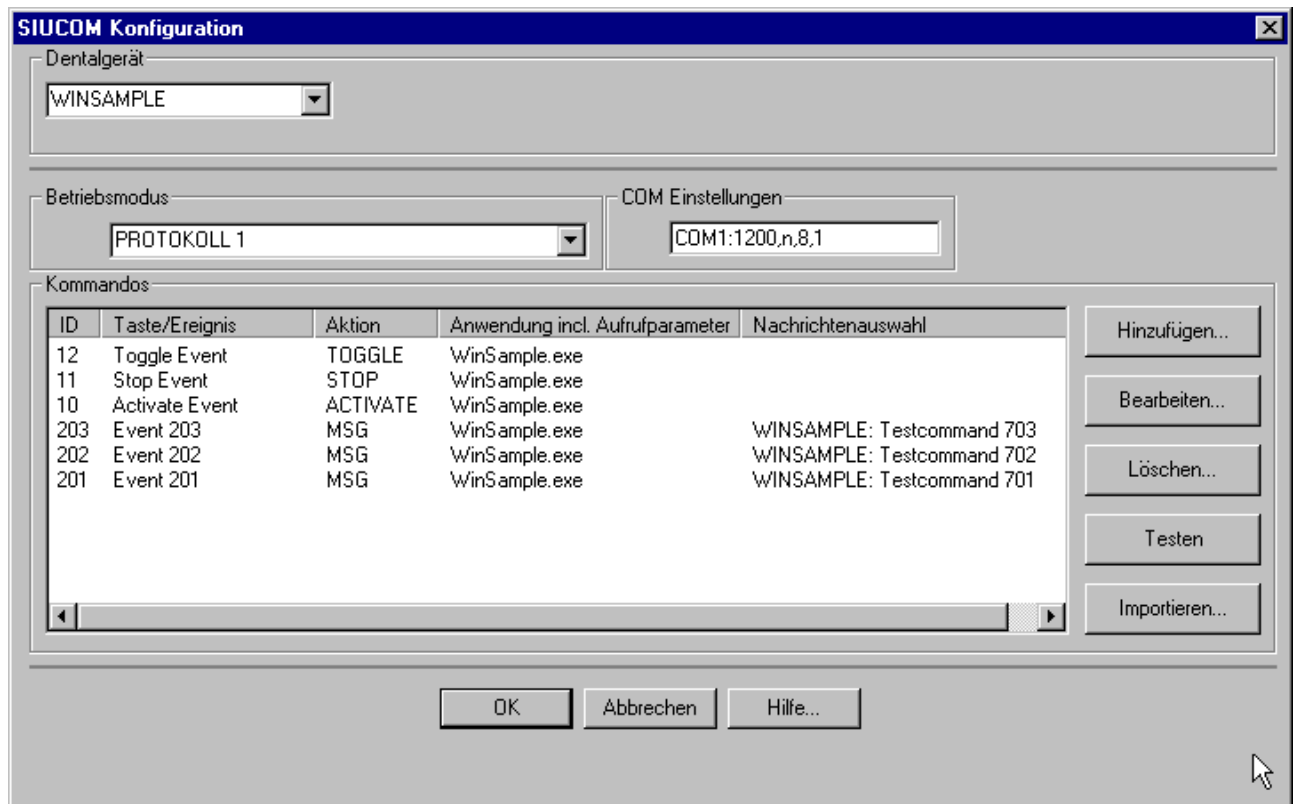 SIUCOM Konfiguration
Dentalgerät
WINSAMPLE
Betriebsmodus
COM Einstellungen
PROTOKOLL 1
COM1:1200,n,8,1
Kommandos
ID Taste/Ereignis Aktion Anwendung incl. Aufrufparameter Nachrichtenauswahl
12 Toggle Event TOGGLE WinSample.exe
11 Stop Event STOP WinSample.exe
10 Activate Event ACTIVATE WinSample.exe
203 Event 203 MSG WinSample.exe WINSAMPLE: Testcommand 703
202 Event 202 MSG WinSample.exe WINSAMPLE: Testcommand 702
201 Event 201 MSG WinSample.exe WINSAMPLE: Testcommand 701
Hinzufügen...
Bearbeiten...
Löschen...
Testen
Importieren...
OK Abbrechen Hilfe...